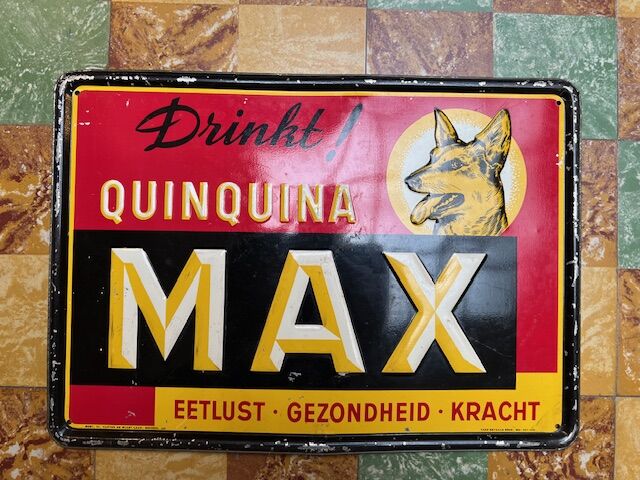 Drinkt!
QUINQUINA
MAX
EETLUST · GEZONDHEID · KRACHT